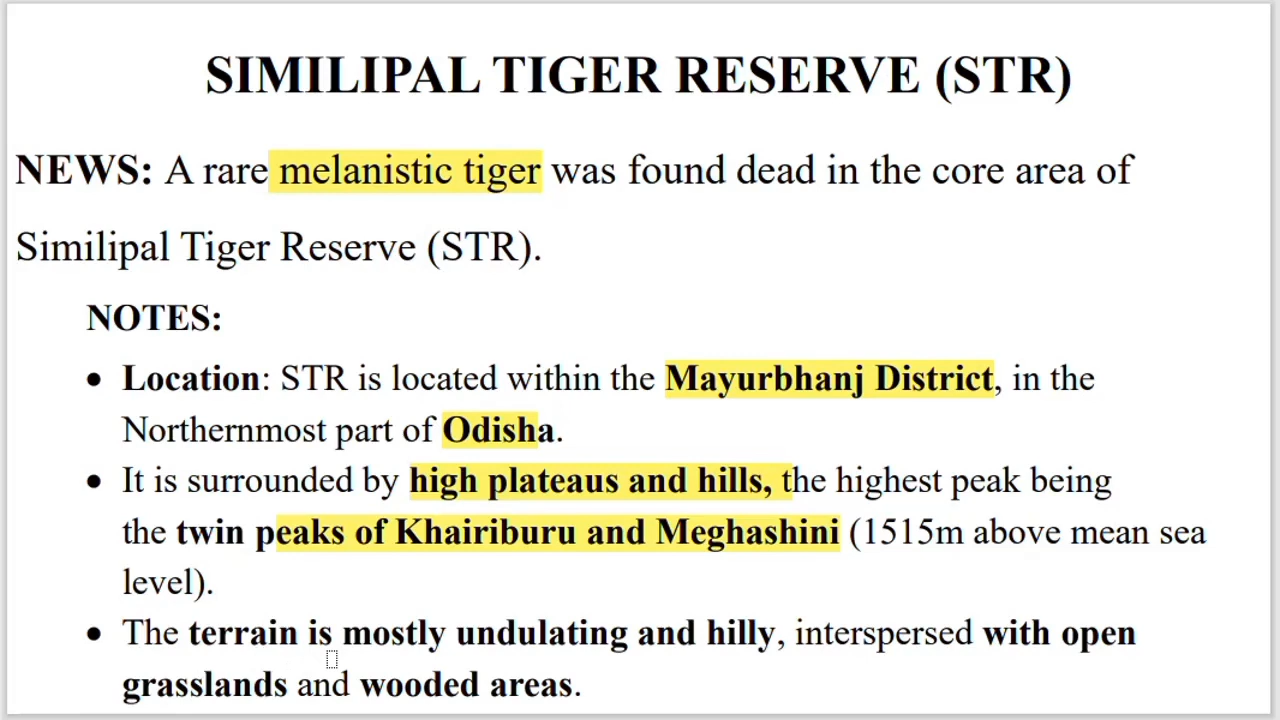 SIMILIPAL TIGER RESERVE (STR)
NEWS: A rare melanistic tiger was found dead in the core area of
Similipal Tiger Reserve (STR).
NOTES:
• Location: STR is located within the Mayurbhanj District, in the
Northernmost part of Odisha.
• It is surrounded by high plateaus and hills, the highest peak being
the twin peaks of Khairiburu and Meghashini (1515m above mean sea
level).
• The terrain is mostly undulating and hilly, interspersed with open
grasslands and wooded areas.